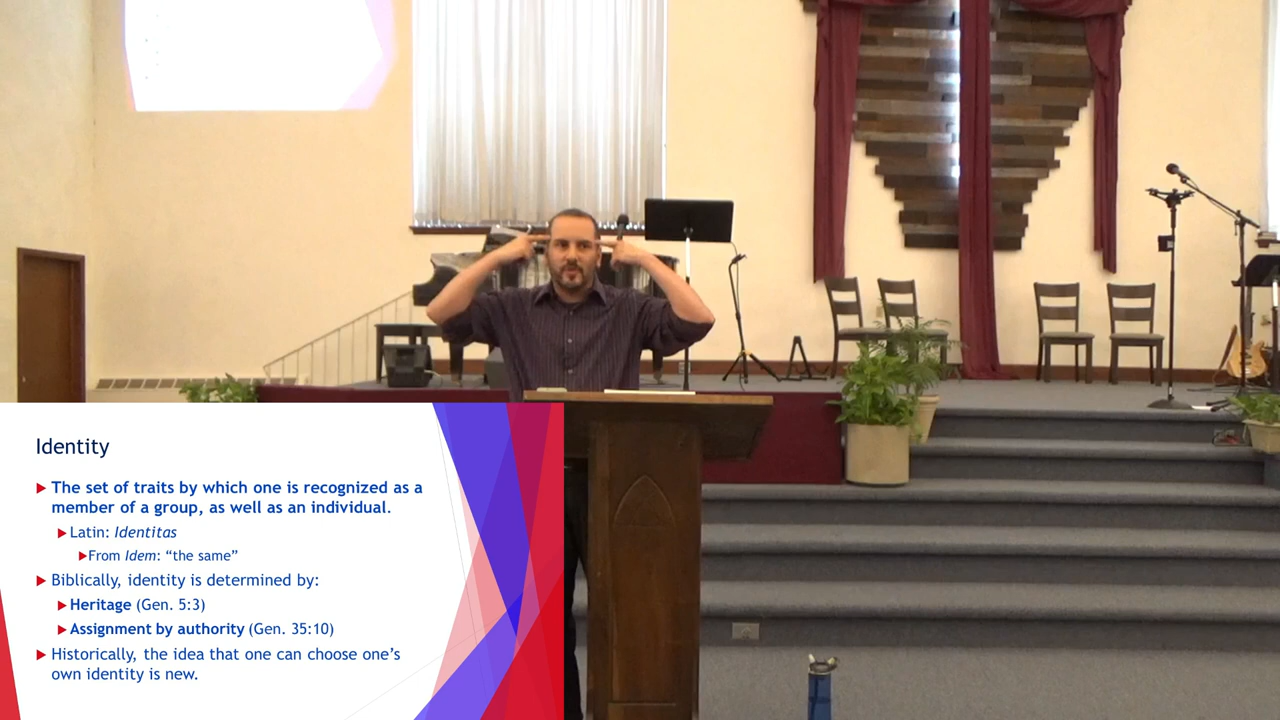 Identity
▶ The set of traits by which one is recognized as a
member of a group, as well as an individual.
▶ Latin: Identitas
▶ From Idem: “the same”
▶ Biblically, identity is determined by:
▶ Heritage (Gen. 5:3)
▶ Assignment by authority (Gen. 35:10)
▶ Historically, the idea that one can choose one’s
own identity is new.